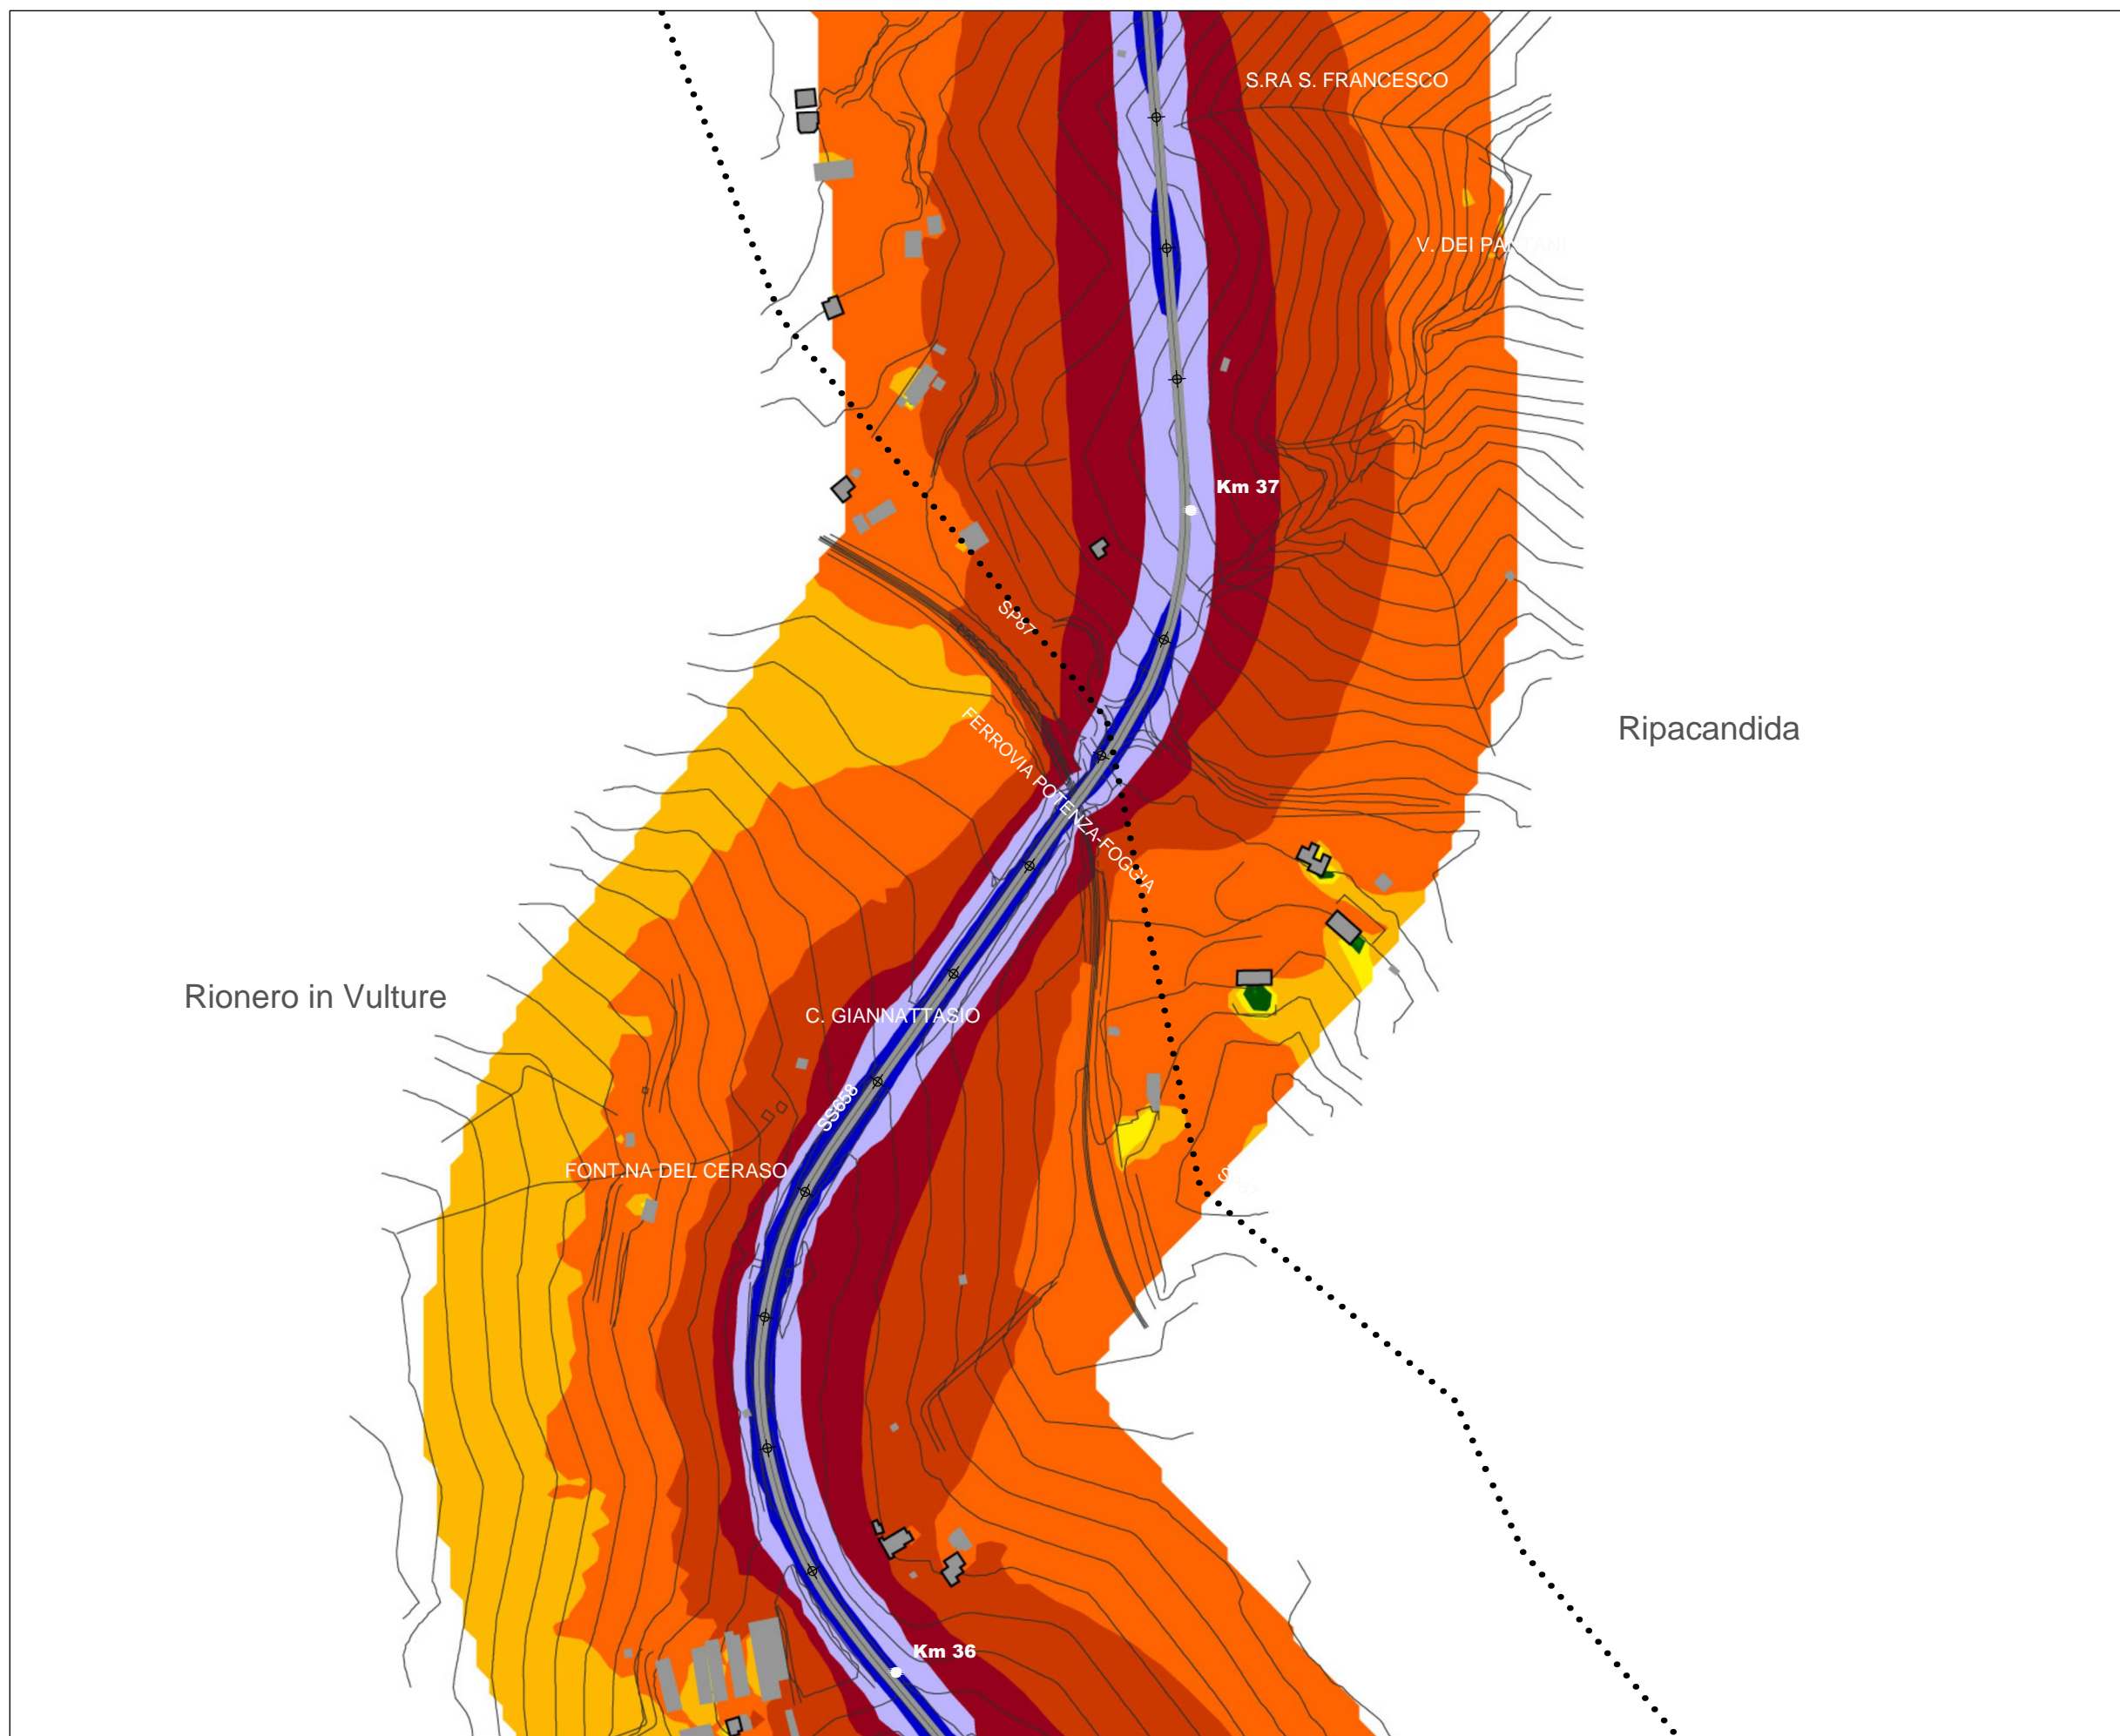 S.RA S. FRANCESCO
V. DEI PANTANI
Km 37
SP87
FERROVIA POTENZA-FOGGIA
Ripacandida
Rionero in Vulture
C. GIANNATTASIO
SS658
FONT.NA DEL CERASO
Km 36